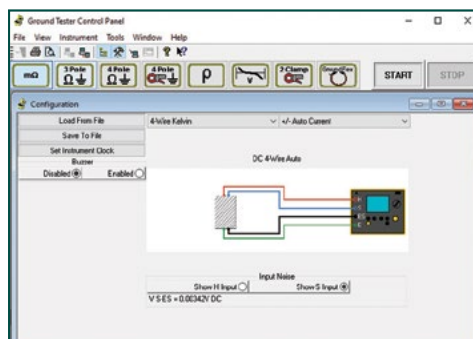 Ground Tester Control Panel
File View Instrument Tools Window Help
mΩ 3 Pole 4 Pole 4 Pole ρ 2 Clamp GroundFlex START STOP
Configuration
Load From File 4-Wire Kelvin +/- Auto Current
Save To File
Set Instrument Clock
Buzzer
Disabled Enabled
DC 4-Wire Auto
Input Noise
Show H Input Show S Input
V S-ES = 0.00342V DC